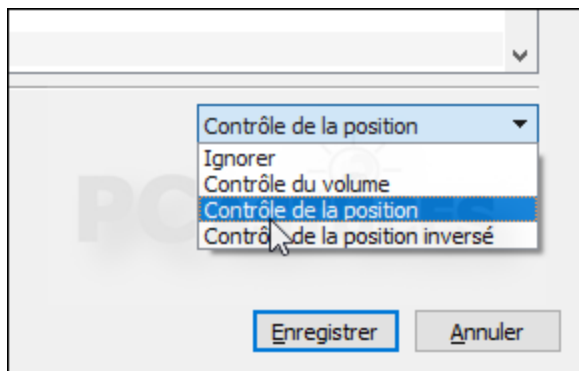 Contrôle de la position
Ignorer
Contrôle du volume
Contrôle de la position
de la position inversé
Enregistrer
Annuler